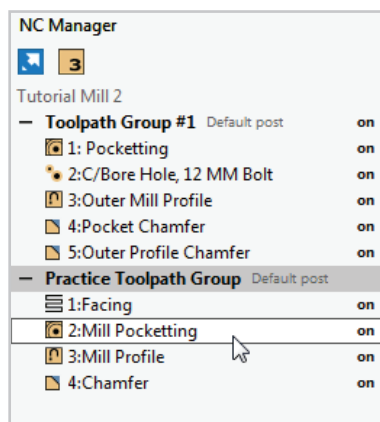 NC Manager
3
Tutorial Mill 2
Toolpath Group #1 Default post on
1: Pocketting on
2:C/Bore Hole, 12 MM Bolt on
3:Outer Mill Profile on
4:Pocket Chamfer on
5:Outer Profile Chamfer on
Practice Toolpath Group Default post
1:Facing on
2:Mill Pocketting on
3:Mill Profile on
4:Chamfer on